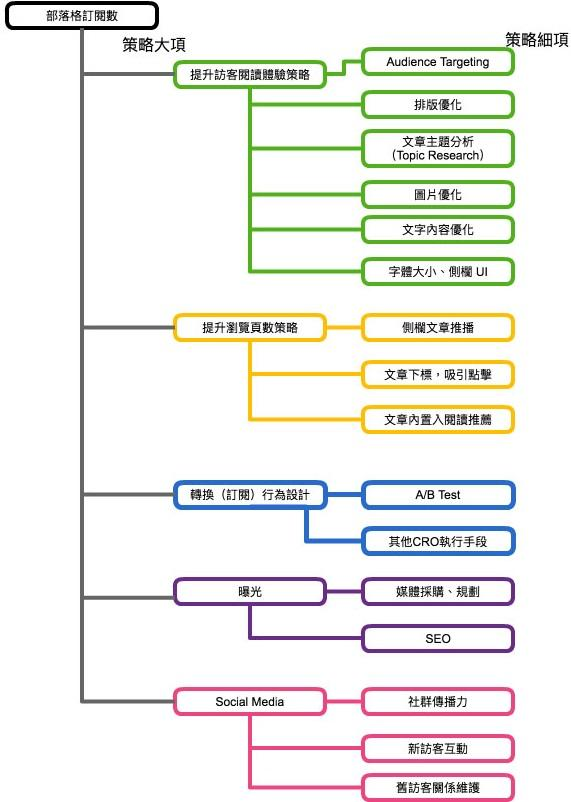 部落格訂閱數
策略大項
策略細項
提升訪客閱讀體驗策略
Audience Targeting
排版優化
文章主題分析
（Topic Research）
圖片優化
文字內容優化
字體大小、側欄 UI
提升瀏覽頁數策略
側欄文章推播
文章下標，吸引點擊
文章內置入閱讀推薦
轉換（訂閱）行為設計
A/B Test
其他CRO執行手段
曝光
媒體採購、規劃
SEO
Social Media
社群傳播力
新訪客互動
舊訪客關係維護